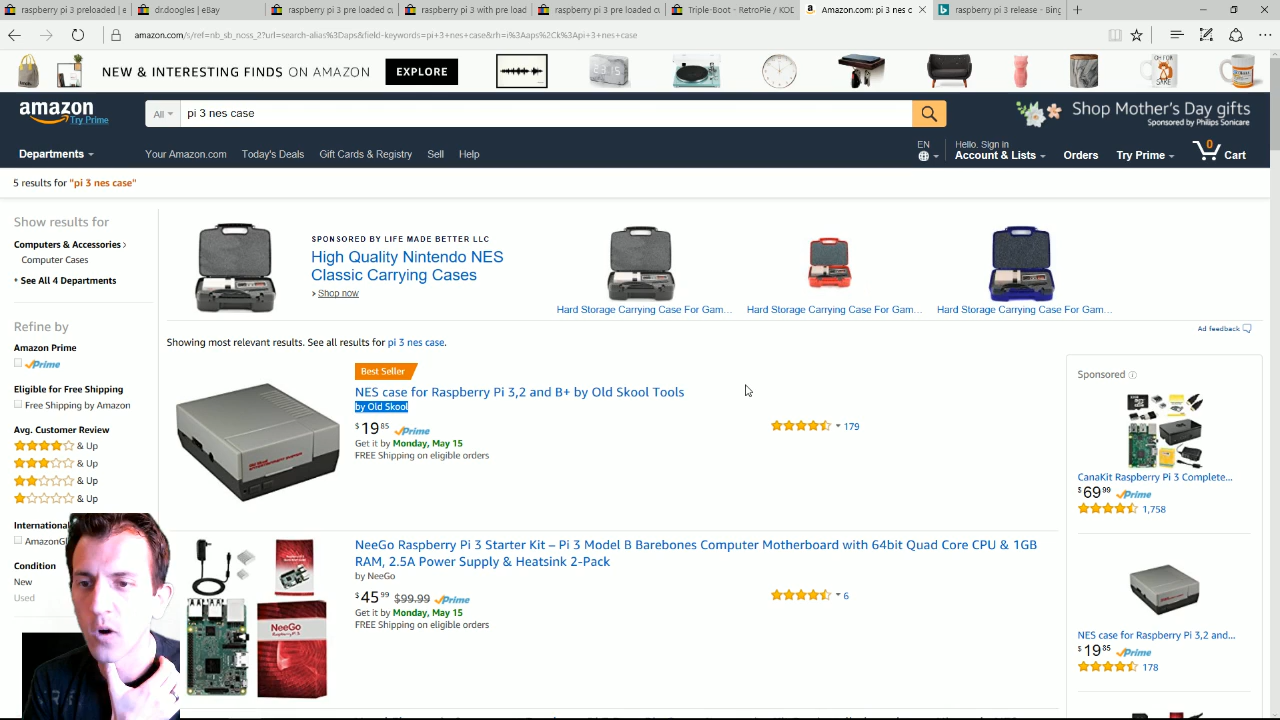 raspberry pi 3 preloaded | e
dr.doogles | eBay
raspberry pi 3 pre loaded cu
raspberry pi 3 with pre load
raspberry pi 3 pre loaded cu
Triple-Boot - RetroPie / KODI
Amazon.com: pi 3 nes c
raspberry pi 3 release - Bing
amazon.com/s/ref=nb_sb_noss_2?url=search-alias%3Daps&field-keywords=pi+3+nes+case&rh=i%3Aaps%2Ck%3Api+3+nes+case
NEW & INTERESTING FINDS ON AMAZON
EXPLORE
amazon
Try Prime
All
pi 3 nes case
Shop Mother's Day gifts
Sponsored by Philips Sonicare
Departments
Your Amazon.com
Today's Deals
Gift Cards & Registry
Sell
Help
EN
Hello. Sign in
Account & Lists
Orders
Try Prime
0
Cart
5 results for "pi 3 nes case"
Show results for
Computers & Accessories
Computer Cases
+ See All 4 Departments
Refine by
Amazon Prime
Prime
Eligible for Free Shipping
Free Shipping by Amazon
Avg. Customer Review
& Up
& Up
& Up
& Up
International
AmazonGl
Condition
New
Used
SPONSORED BY LIFE MADE BETTER LLC
High Quality Nintendo NES
Classic Carrying Cases
› Shop now
Hard Storage Carrying Case For Gam...
Hard Storage Carrying Case For Gam...
Hard Storage Carrying Case For Gam...
Ad feedback
Showing most relevant results. See all results for pi 3 nes case.
Best Seller
NES case for Raspberry Pi 3,2 and B+ by Old Skool Tools
by Old Skool
$19 85 Prime
Get it by Monday, May 15
FREE Shipping on eligible orders
179
NeeGo Raspberry Pi 3 Starter Kit – Pi 3 Model B Barebones Computer Motherboard with 64bit Quad Core CPU & 1GB
RAM, 2.5A Power Supply & Heatsink 2-Pack
by NeeGo
$45 99 $99.99 Prime
Get it by Monday, May 15
FREE Shipping on eligible orders
6
NeeGo
Sponsored
CanaKit Raspberry Pi 3 Complete...
$69 99 Prime
1,758
NES case for Raspberry Pi 3,2 and...
$19 85 Prime
178